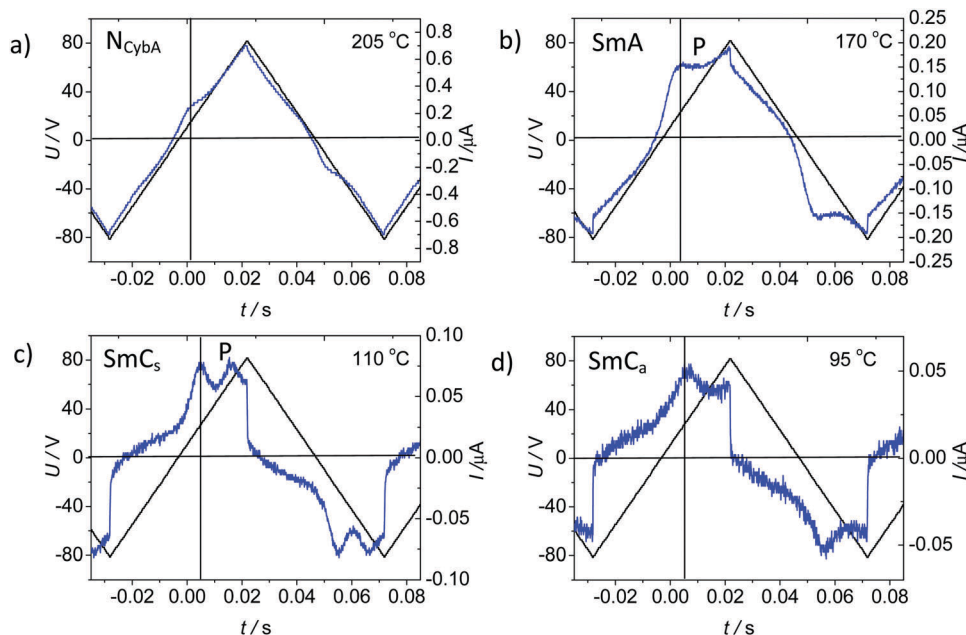 a) N_CybA 205 °C
80
40
0
-40
-80
U / V
0.8
0.6
0.4
0.2
0.0
-0.2
-0.4
-0.6
-0.8
I /µA
-0.02 0.00 0.02 0.04 0.06 0.08
t / s
b) SmA P 170 °C
80
40
0
-40
-80
U / V
0.25
0.20
0.15
0.10
0.05
0.00
-0.05
-0.10
-0.15
-0.20
-0.25
I /µA
-0.02 0.00 0.02 0.04 0.06 0.08
t / s
c) SmCs P 110 °C
80
40
0
-40
-80
U / V
0.10
0.05
0.00
-0.05
-0.10
I /µA
-0.02 0.00 0.02 0.04 0.06 0.08
t / s
d) SmCa 95 °C
80
40
0
-40
-80
U / V
0.05
0.00
-0.05
I /µA
-0.02 0.00 0.02 0.04 0.06 0.08
t / s